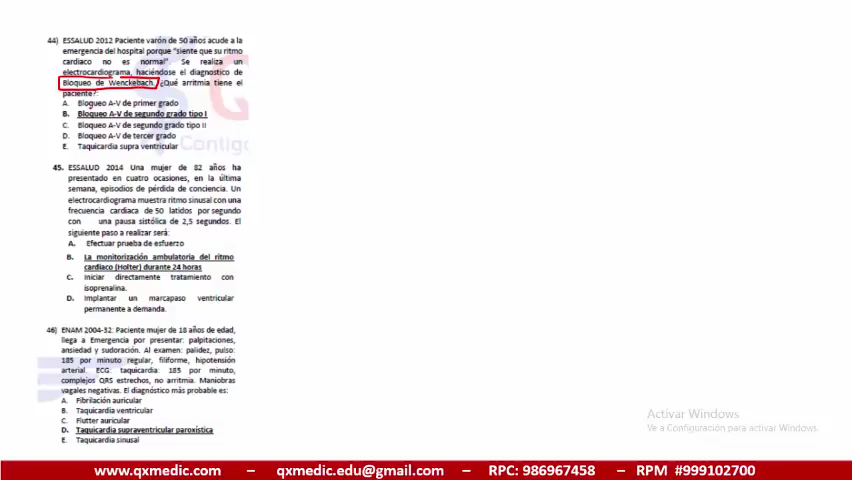 44) ESSALUD 2012 Paciente varón de 50 años acude a la
emergencia del hospital porque "siente que su ritmo
cardiaco no es normal". Se realiza un
electrocardiograma, haciéndose el diagnostico de
Bloqueo de Wenckebach. ¿Qué arritmia tiene el
paciente?:
A. Bloqueo A-V de primer grado
B. Bloqueo A-V de segundo grado tipo I
C. Bloqueo A-V de segundo grado tipo II
D. Bloqueo A-V de tercer grado
E. Taquicardia supra ventricular
Contigo
45. ESSALUD 2014 Una mujer de 82 años ha
presentado en cuatro ocasiones, en la última
semana, episodios de pérdida de conciencia. Un
electrocardiograma muestra ritmo sinusal con una
frecuencia cardiaca de 50 latidos por segundo
con una pausa sistólica de 2,5 segundos. El
siguiente paso a realizar será:
A. Efectuar prueba de esfuerzo
B. La monitorización ambulatoria del ritmo
cardiaco (Holter) durante 24 horas
C. Iniciar directamente tratamiento con
isoprenalina.
D. Implantar un marcapaso ventricular
permanente a demanda.
46) ENAM 2004-32: Paciente mujer de 18 años de edad,
llega a Emergencia por presentar: palpitaciones,
ansiedad y sudoración. Al examen: palidez, pulso:
185 por minuto regular, filiforme, hipotensión
arterial. ECG: taquicardia: 185 por minuto,
complejos QRS estrechos, no arritmia. Maniobras
vagales negativas. El diagnóstico más probable es:
A. Fibrilación auricular
B. Taquicardia ventricular
C. Flutter auricular
D. Taquicardia supraventricular paroxística
E. Taquicardia sinusal
Activar Windows
Ve a Configuración para activar Windows.
www.qxmedic.com – qxmedic.edu@gmail.com – RPC: 986967458 – RPM #999102700